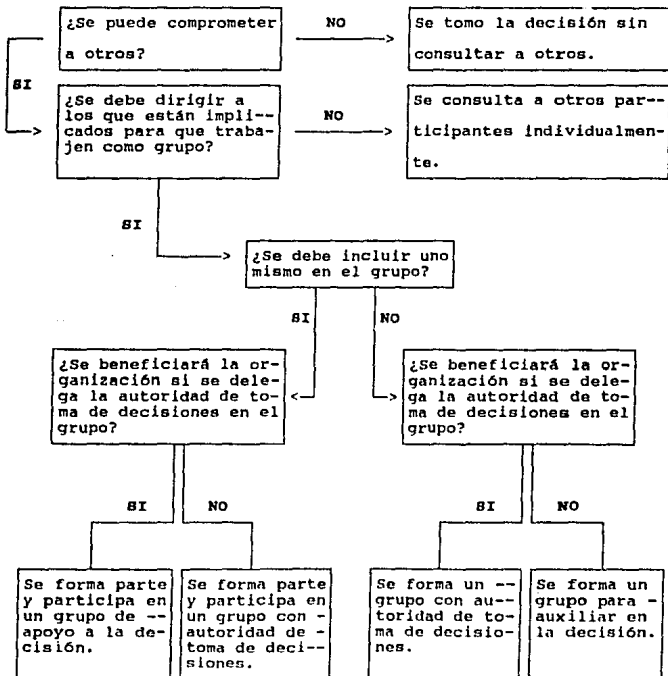 ¿Se puede comprometer
a otros?
NO
Se tomo la decisión sin
consultar a otros.
SI
¿Se debe dirigir a
los que están impli--
cados para que traba-
jen como grupo?
NO
Se consulta a otros par--
ticipantes individualmen-
te.
SI
¿Se debe incluir uno
mismo en el grupo?
SI
NO
¿Se beneficiará la or-
ganización si se dele-
ga la autoridad de to-
ma de decisiones en el
grupo?
¿Se beneficiará la or-
ganización si se dele-
ga la autoridad de to-
ma de decisiones en el
grupo?
SI
NO
SI
NO
Se forma parte
y participa en
un grupo de --
apoyo a la de-
cisión.
Se forma parte
y participa en
un grupo con -
autoridad de -
toma de deci--
siones.
Se forma un --
grupo con au--
toridad de to-
ma de decisio-
nes.
Se forma un
grupo para -
auxiliar en
la decisión.